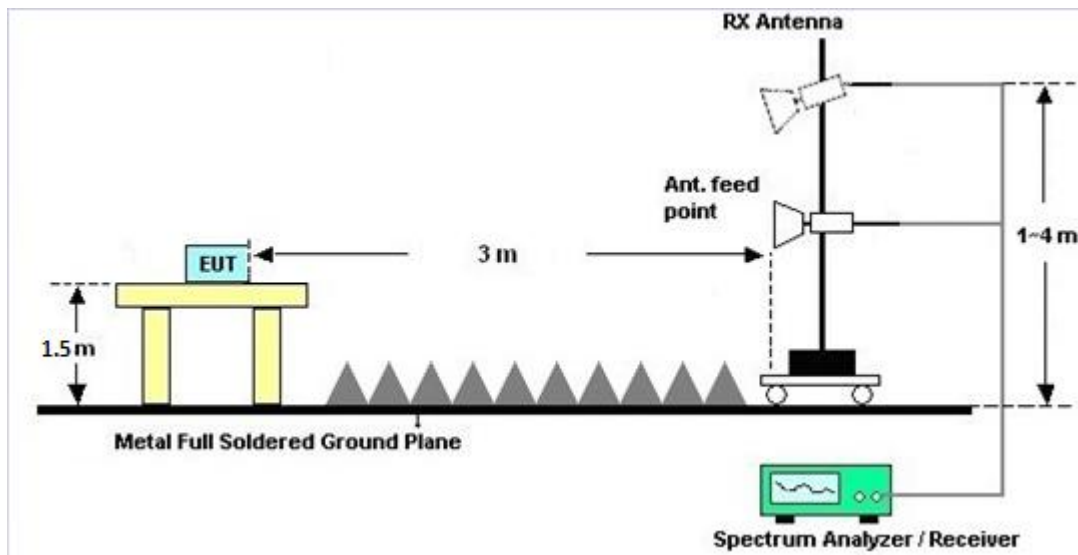 RX Antenna
Ant. feed
point
1~4 m
3 m
EUT
1.5 m
Metal Full Soldered Ground Plane
Spectrum Analyzer / Receiver